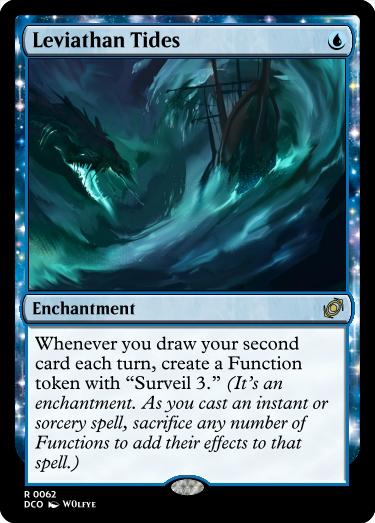 Leviathan Tides
Enchantment
Whenever you draw your second
card each turn, create a Function
token with “Surveil 3.” (It’s an
enchantment. As you cast an instant or
sorcery spell, sacrifice any number of
Functions to add their effects to that
spell.)
R 0062
DCO W0LFYE